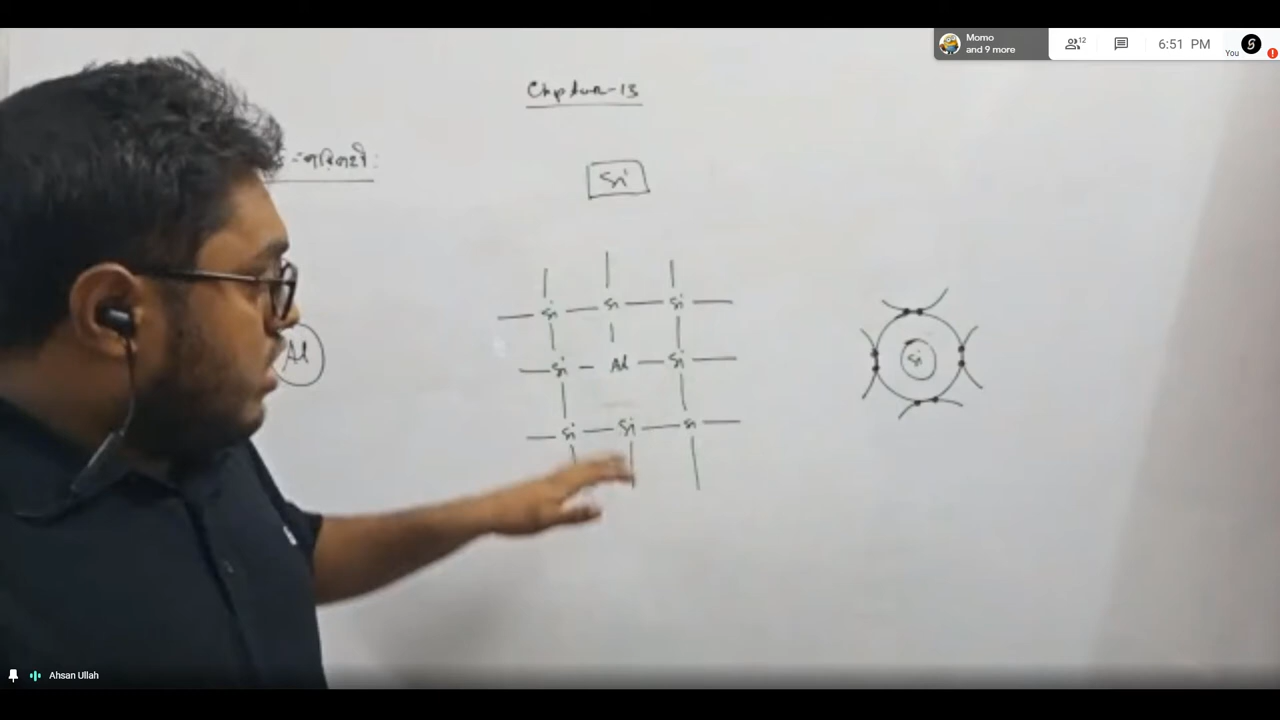 Momo
and 9 more
12
6:51 PM
You
Chptar-13
Si
Al
Si Si Si
Si Al Si
Si Si Si
Si
Ahsan Ullah